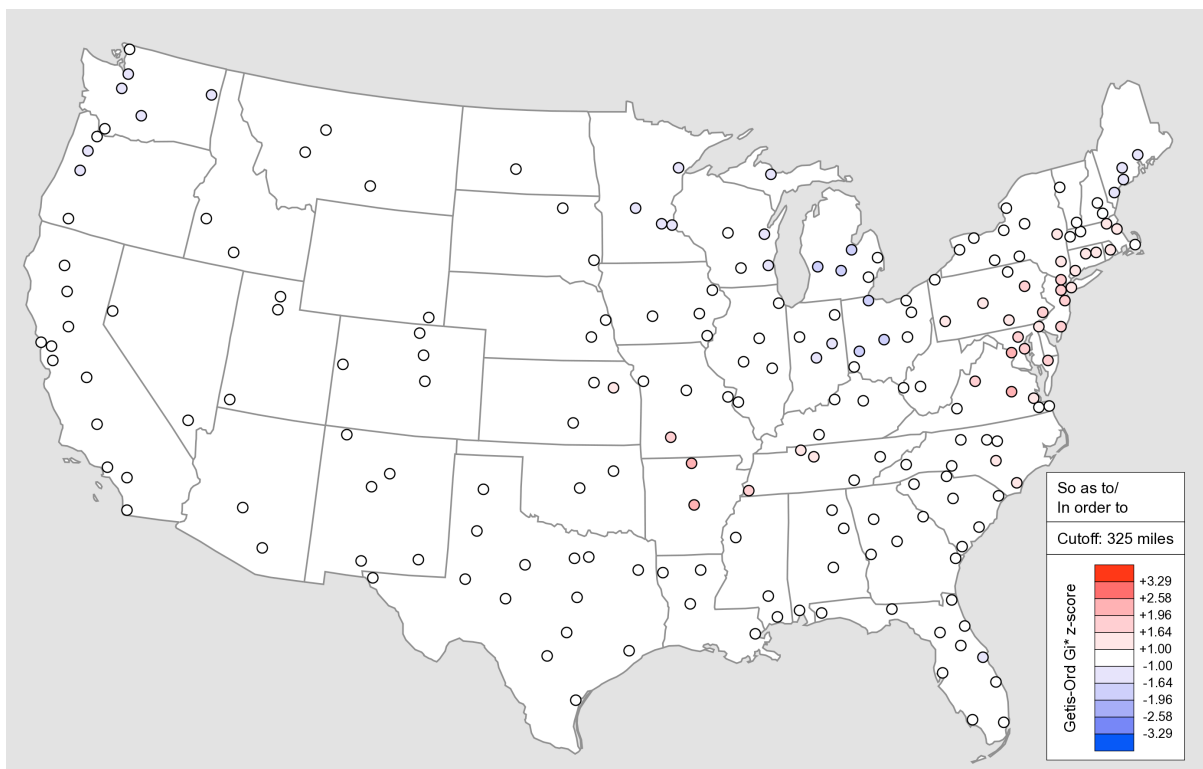 So as to/
In order to
Cutoff: 325 miles
Getis-Ord Gi* z-score
+3.29
+2.58
+1.96
+1.64
+1.00
-1.00
-1.64
-1.96
-2.58
-3.29